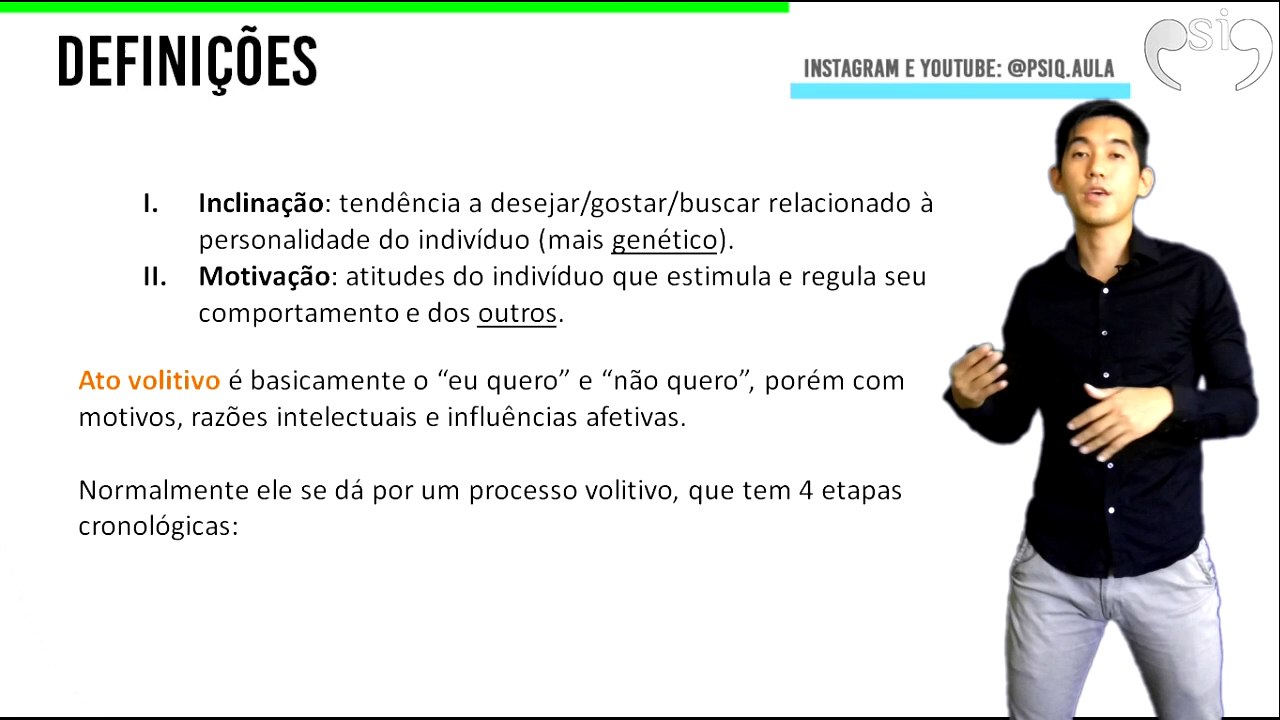 DEFINIÇÕES
INSTAGRAM E YOUTUBE: @PSIQ.AULA
Psiq
I. Inclinação: tendência a desejar/gostar/buscar relacionado à
personalidade do indivíduo (mais genético).
II. Motivação: atitudes do indivíduo que estimula e regula seu
comportamento e dos outros.
Ato volitivo é basicamente o “eu quero” e “não quero”, porém com
motivos, razões intelectuais e influências afetivas.
Normalmente ele se dá por um processo volitivo, que tem 4 etapas
cronológicas: